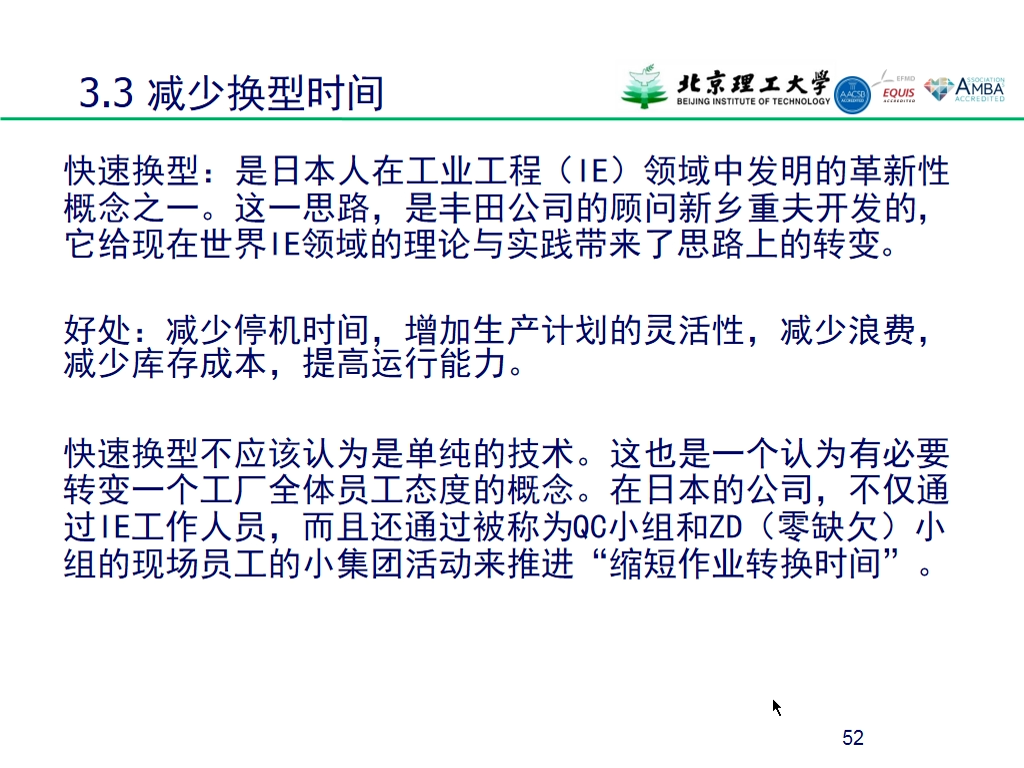 3.3 减少换型时间
北京理工大学
BEIJING INSTITUTE OF TECHNOLOGY
AACSB
ACCREDITED
EFMD
EQUIS
ACCREDITED
ASSOCIATION
AMBA
ACCREDITED
快速换型：是日本人在工业工程（IE）领域中发明的革新性
概念之一。这一思路，是丰田公司的顾问新乡重夫开发的，
它给现在世界IE领域的理论与实践带来了思路上的转变。
好处：减少停机时间，增加生产计划的灵活性，减少浪费，
减少库存成本，提高运行能力。
快速换型不应该认为是单纯的技术。这也是一个认为有必要
转变一个工厂全体员工态度的概念。在日本的公司，不仅通
过IE工作人员，而且还通过被称为QC小组和ZD（零缺欠）小
组的现场员工的小集团活动来推进“缩短作业转换时间”。
52